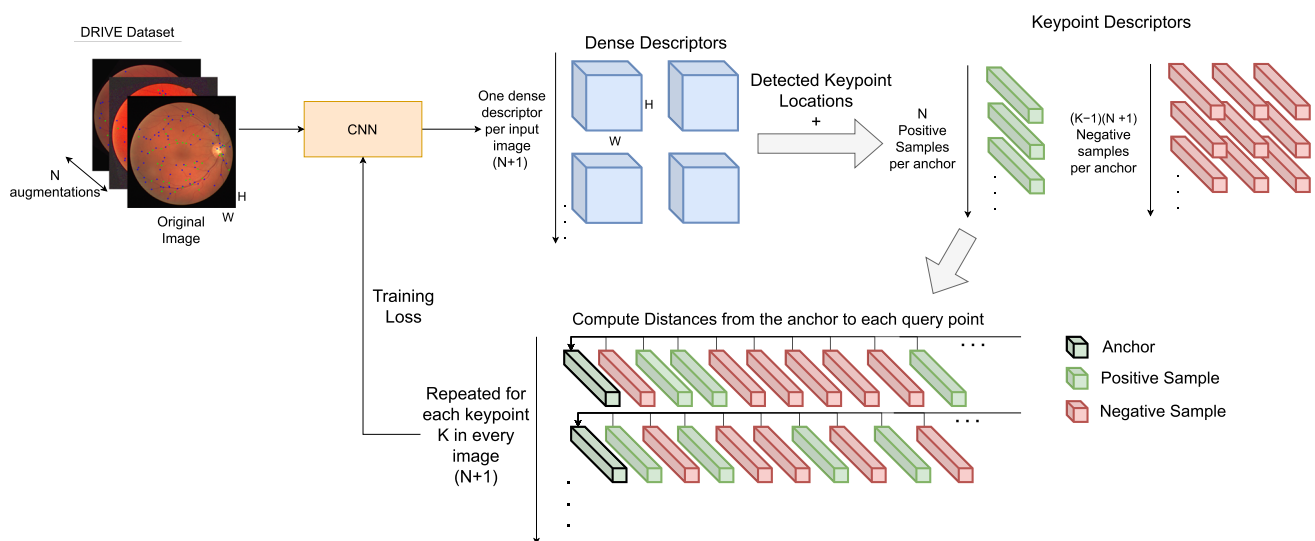 DRIVE Dataset
N
augmentations
Original
Image
H
W
CNN
One dense
descriptor
per input
image
(N+1)
Dense Descriptors
H
W
.
.
.
Detected Keypoint
Locations
+
Keypoint Descriptors
N
Positive
Samples
per anchor
.
.
.
(K−1)(N +1)
Negative
samples
per anchor
.
.
.
Training
Loss
Compute Distances from the anchor to each query point
. . .
. . .
Repeated for
each keypoint
K in every
image
(N+1)
.
.
.
Anchor
Positive Sample
Negative Sample